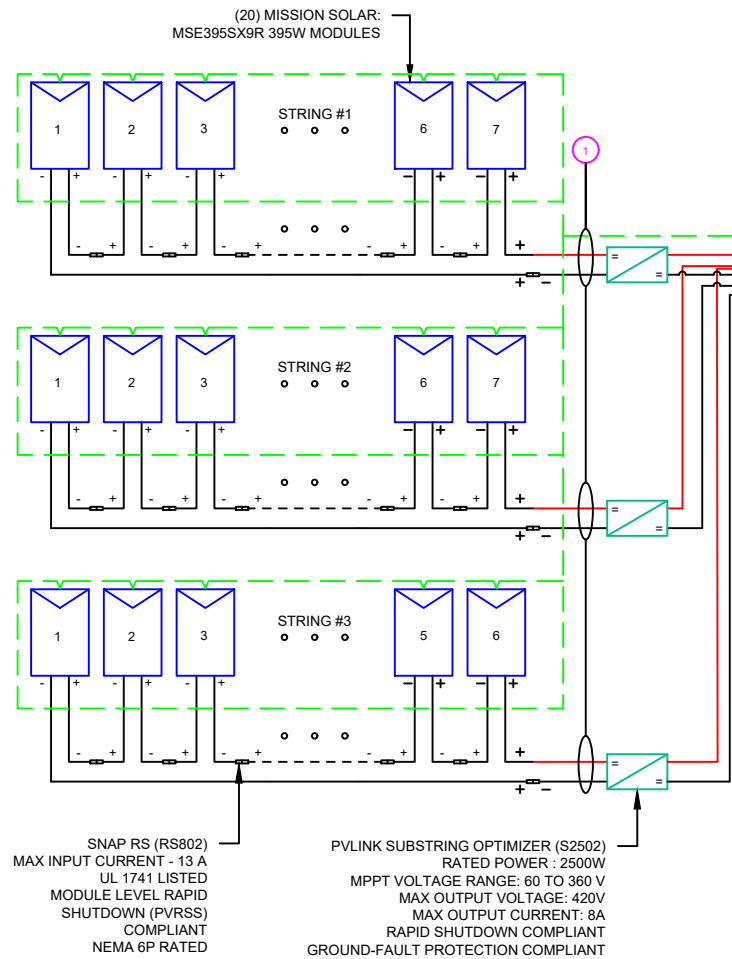 (20) MISSION SOLAR:
MSE395SX9R 395W MODULES
STRING #1
1 2 3 6 7
- + - + - + - + - +
1
- + - + - + - + +
+ -
= =
STRING #2
1 2 3 6 7
- + - + - + - + - +
- + - + - + - + +
+ -
= =
STRING #3
1 2 3 5 6
- + - + - + - + - +
- + - + - + - + +
+ -
= =
SNAP RS (RS802)
MAX INPUT CURRENT - 13 A
UL 1741 LISTED
MODULE LEVEL RAPID
SHUTDOWN (PVRSS)
COMPLIANT
NEMA 6P RATED
PVLINK SUBSTRING OPTIMIZER (S2502)
RATED POWER : 2500W
MPPT VOLTAGE RANGE: 60 TO 360 V
MAX OUTPUT VOLTAGE: 420V
MAX OUTPUT CURRENT: 8A
RAPID SHUTDOWN COMPLIANT
GROUND-FAULT PROTECTION COMPLIANT